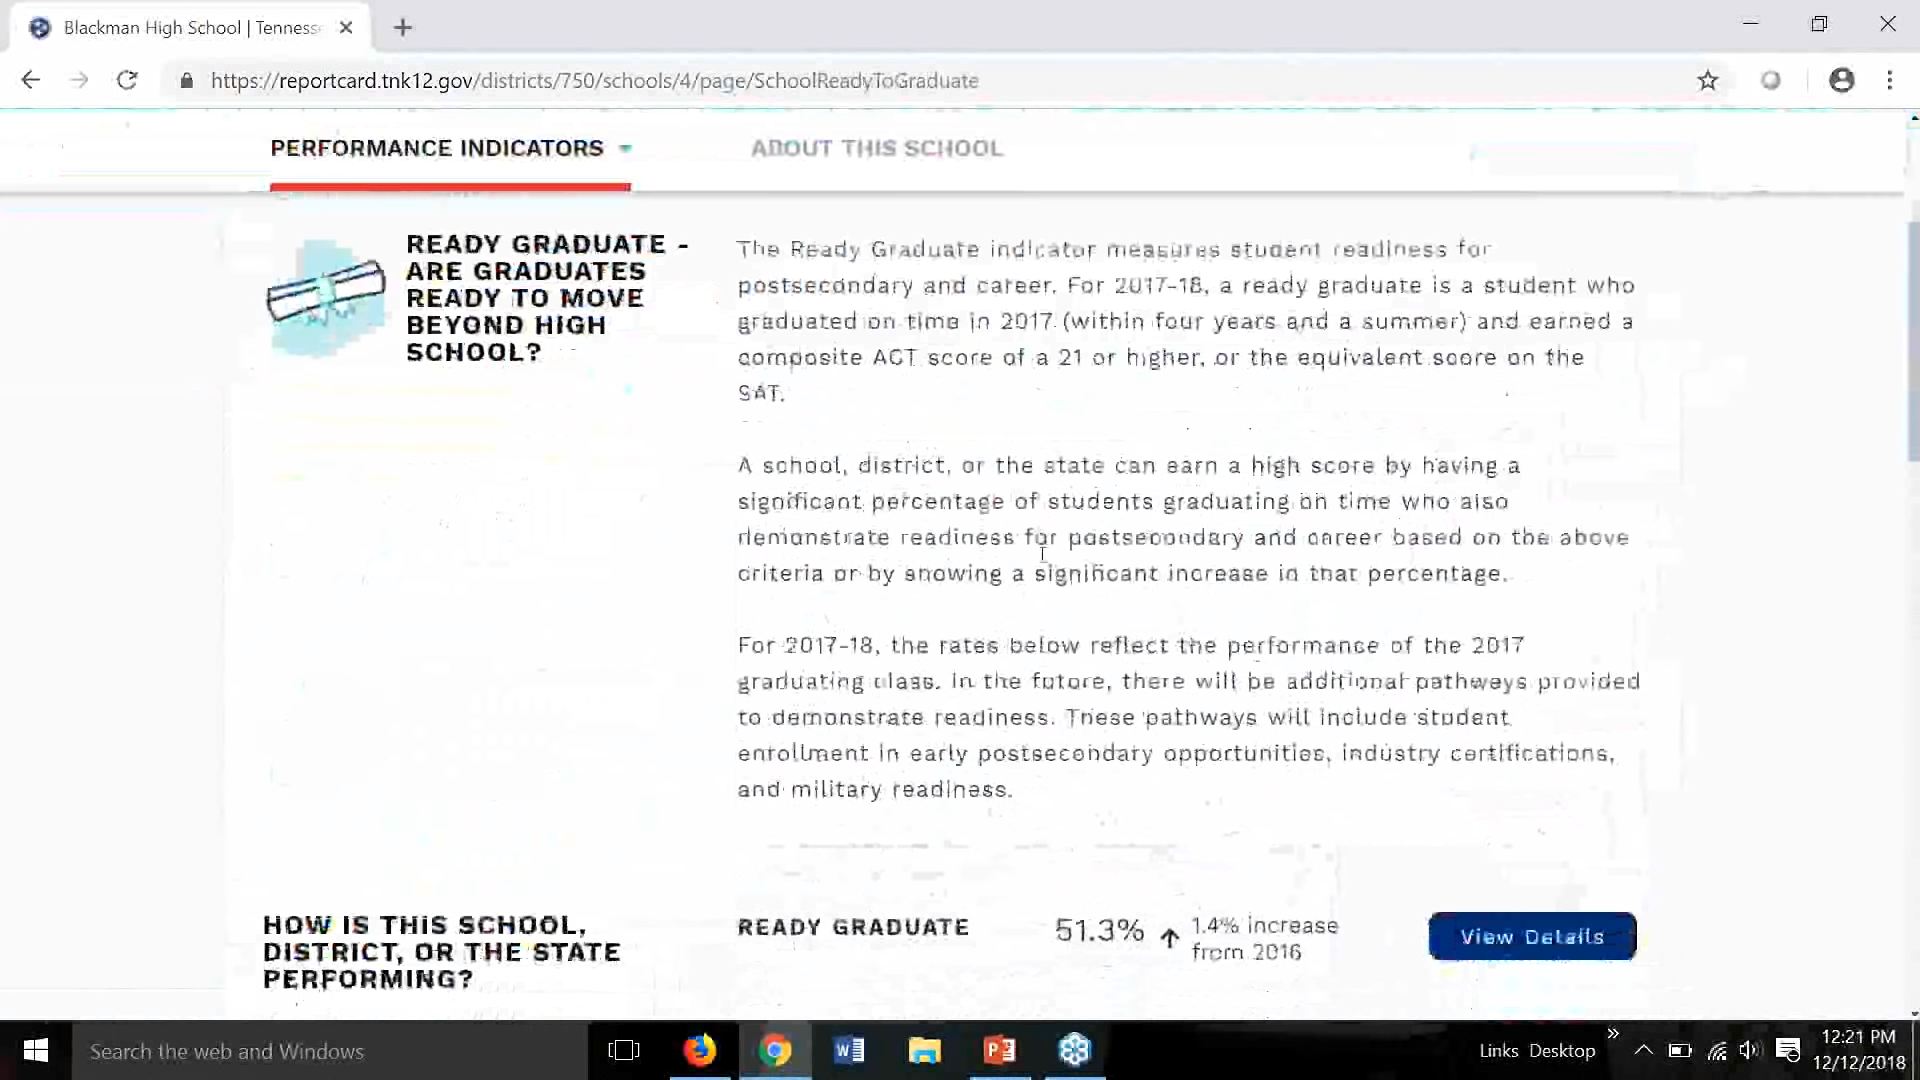 Blackman High School | Tennesse
https://reportcard.tnk12.gov/districts/750/schools/4/page/SchoolReadyToGraduate
PERFORMANCE INDICATORS
ABOUT THIS SCHOOL
READY GRADUATE -
ARE GRADUATES
READY TO MOVE
BEYOND HIGH
SCHOOL?
The Ready Graduate indicator measures student readiness for
postsecondary and career. For 2017-18, a ready graduate is a student who
graduated on time in 2017 (within four years and a summer) and earned a
composite ACT score of a 21 or higher, or the equivalent score on the
SAT.
A school, district, or the state can earn a high score by having a
significant percentage of students graduating on time who also
demonstrate readiness for postsecondary and career based on the above
criteria or by showing a significant increase in that percentage.
For 2017-18, the rates below reflect the performance of the 2017
graduating class. In the future, there will be additional pathways provided
to demonstrate readiness. These pathways will include student
enrollment in early postsecondary opportunities, industry certifications,
and military readiness.
HOW IS THIS SCHOOL,
DISTRICT, OR THE STATE
PERFORMING?
READY GRADUATE
51.3%
1.4% increase
from 2016
View Details
Search the web and Windows
Links Desktop
12:21 PM
12/12/2018